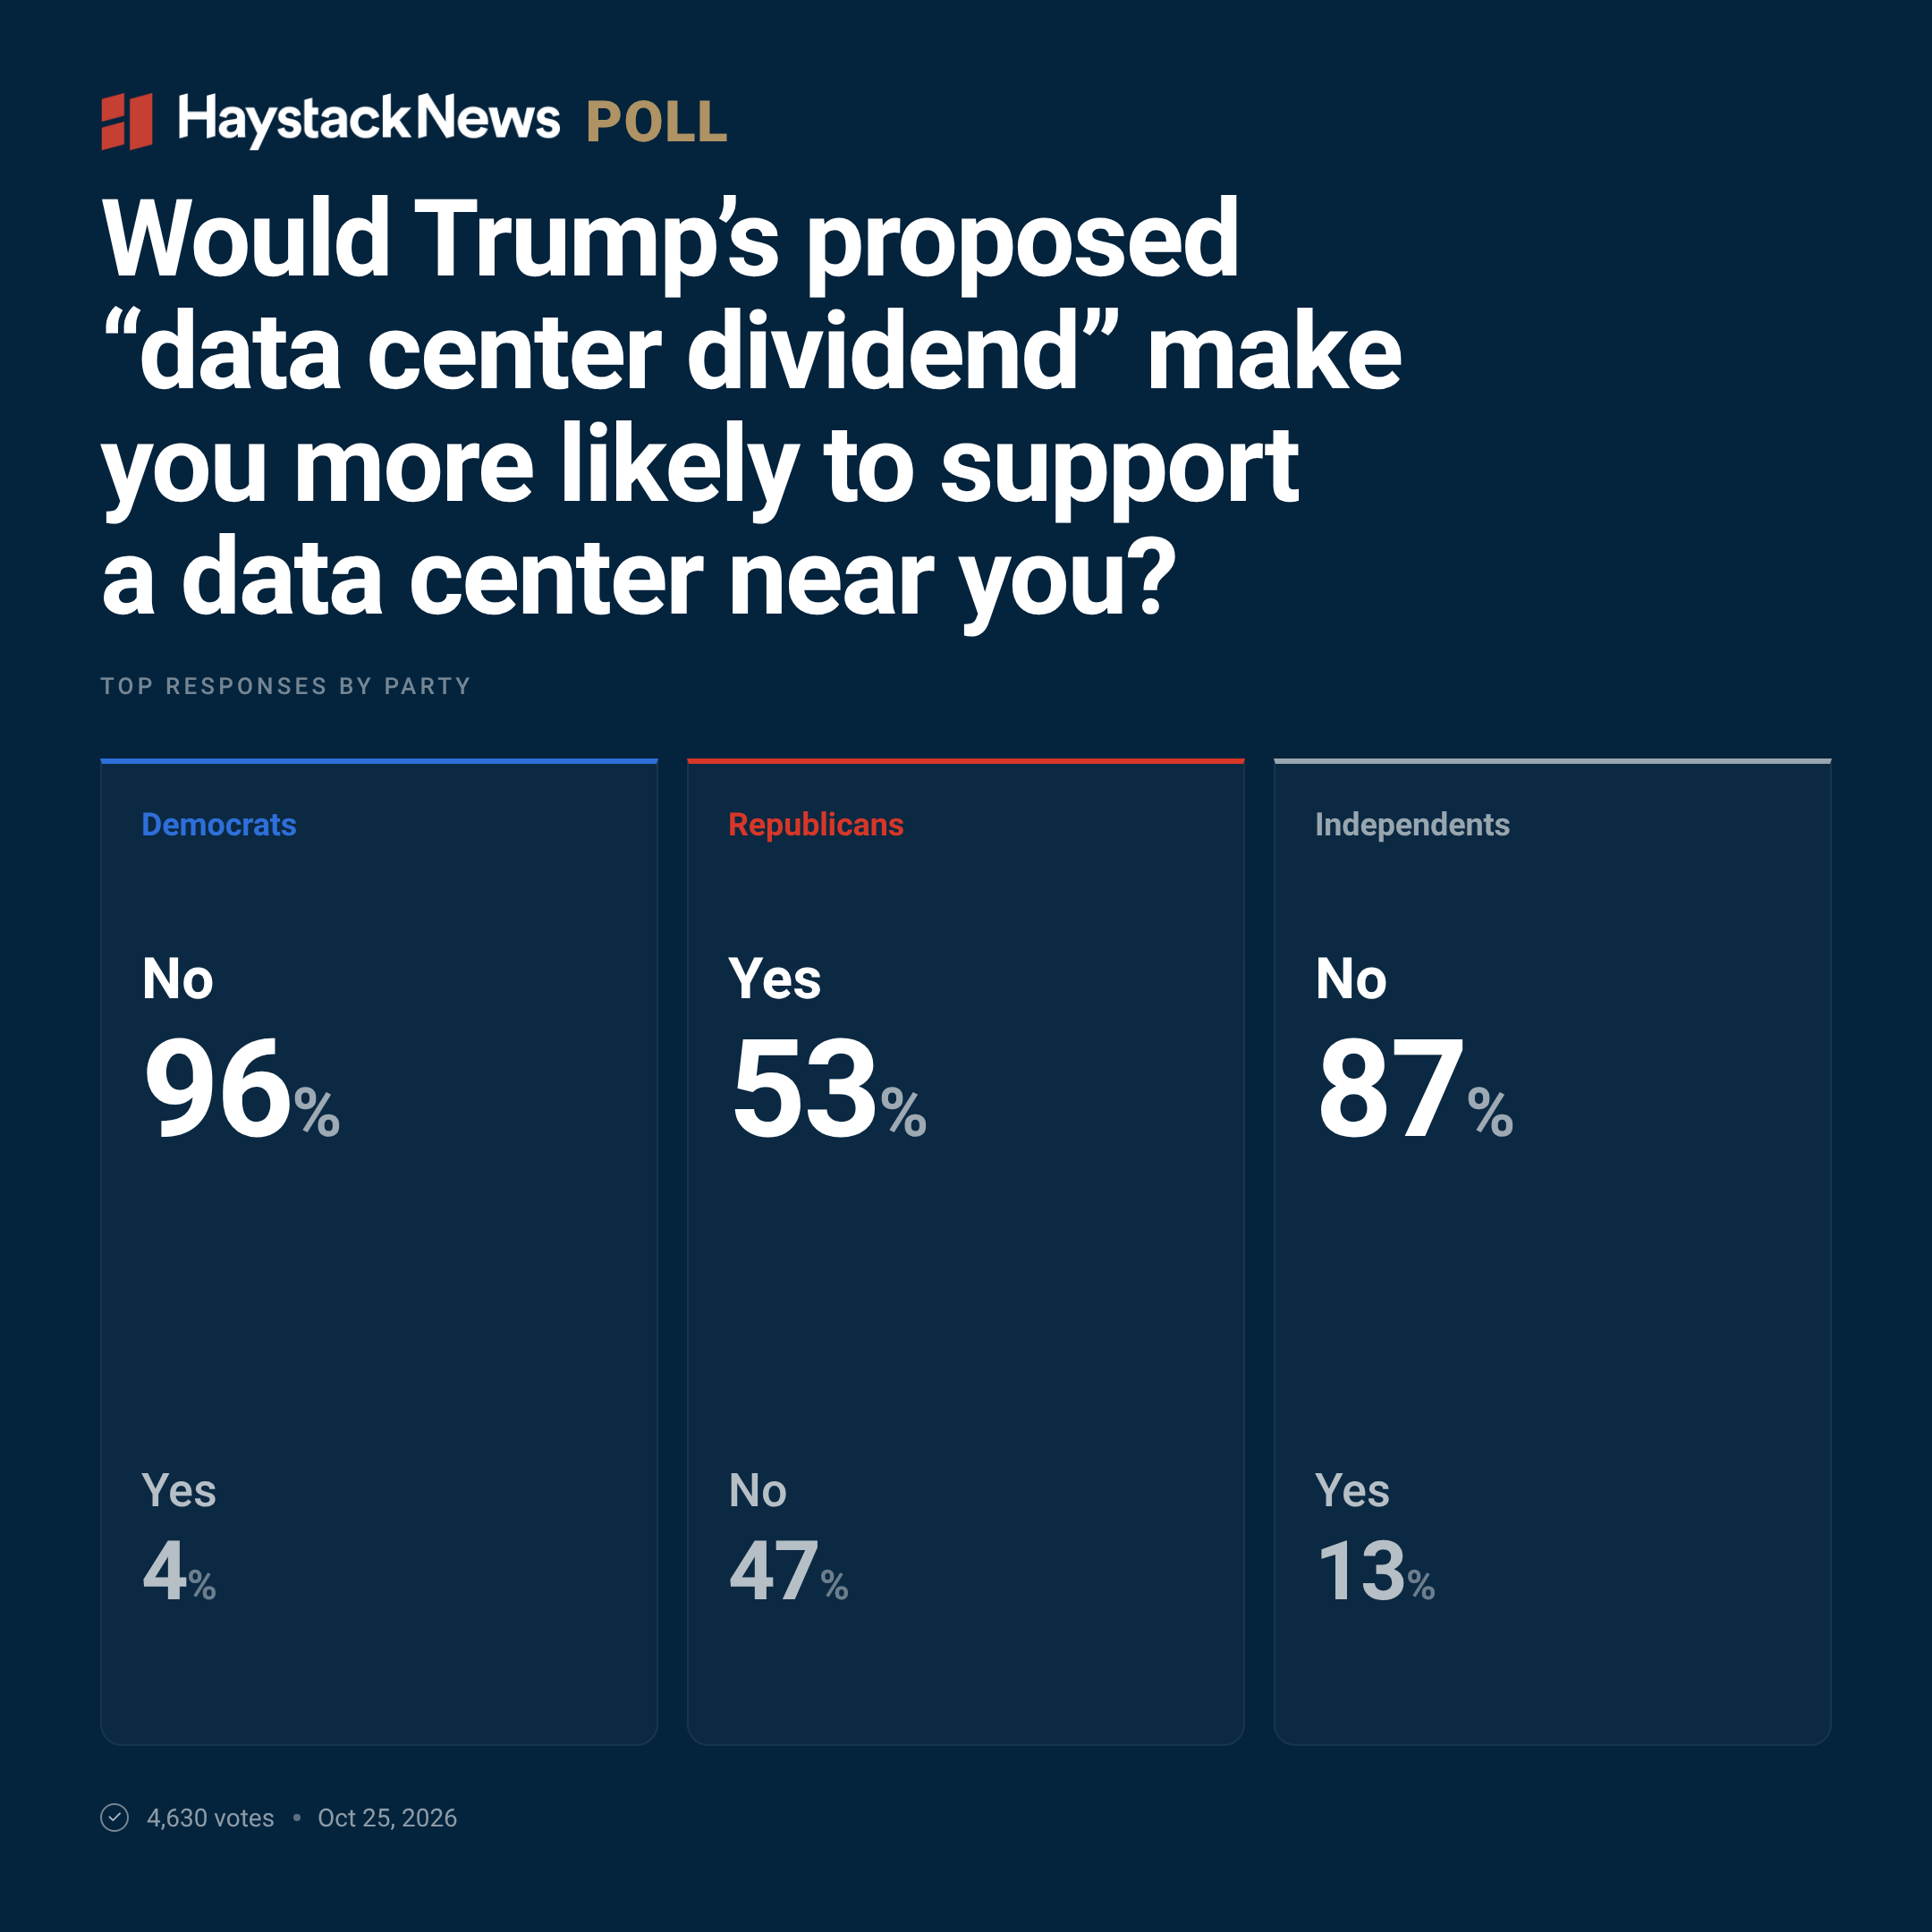 HaystackNews POLL
Would Trump’s proposed
“data center dividend” make
you more likely to support
a data center near you?
TOP RESPONSES BY PARTY
Democrats
No
96%
Yes
4%
Republicans
Yes
53%
No
47%
Independents
No
87%
Yes
13%
4,630 votes • Oct 25, 2026